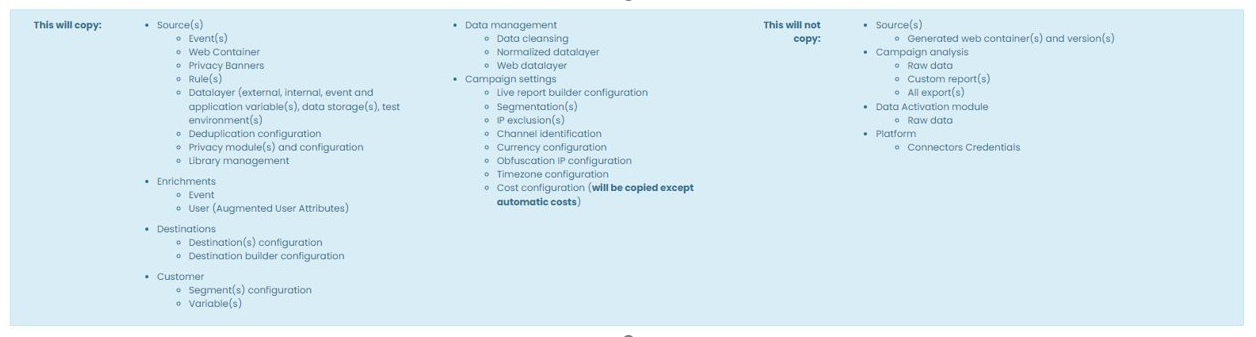 This will copy:
• Source(s)
◦ Event(s)
◦ Web Container
◦ Privacy Banners
◦ Rule(s)
◦ Datalayer (external, internal, event and
application variable(s), data storage(s), test
environment(s)
◦ Deduplication configuration
◦ Privacy module(s) and configuration
◦ Library management
• Enrichments
◦ Event
◦ User (Augmented User Attributes)
• Destinations
◦ Destination(s) configuration
◦ Destination builder configuration
• Customer
◦ Segment(s) configuration
◦ Variable(s)
• Data management
◦ Data cleansing
◦ Normalized datalayer
◦ Web datalayer
• Campaign settings
◦ Live report builder configuration
◦ Segmentation(s)
◦ IP exclusion(s)
◦ Channel identification
◦ Currency configuration
◦ Obfuscation IP configuration
◦ Timezone configuration
◦ Cost configuration (will be copied except
automatic costs)
This will not
copy:
• Source(s)
◦ Generated web container(s) and version(s)
• Campaign analysis
◦ Raw data
◦ Custom report(s)
◦ All export(s)
• Data Activation module
◦ Raw data
• Platform
◦ Connectors Credentials